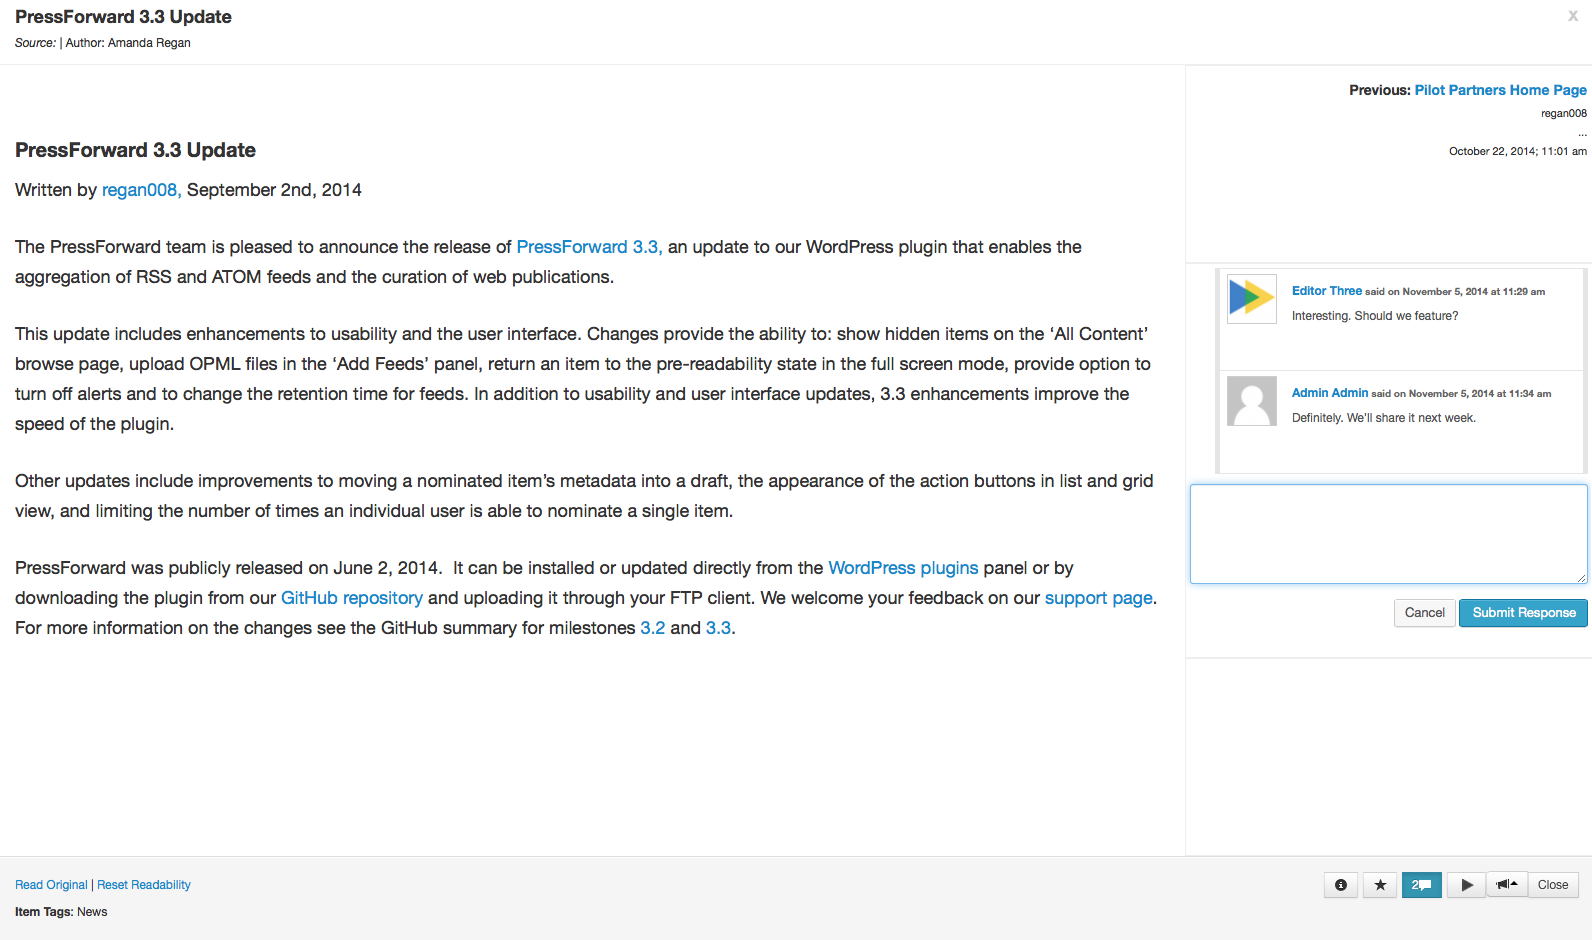 PressForward 3.3 Update
x
Source: | Author: Amanda Regan
PressForward 3.3 Update
Written by regan008, September 2nd, 2014
The PressForward team is pleased to announce the release of PressForward 3.3, an update to our WordPress plugin that enables the
aggregation of RSS and ATOM feeds and the curation of web publications.
This update includes enhancements to usability and the user interface. Changes provide the ability to: show hidden items on the ‘All Content’
browse page, upload OPML files in the ‘Add Feeds’ panel, return an item to the pre-readability state in the full screen mode, provide option to
turn off alerts and to change the retention time for feeds. In addition to usability and user interface updates, 3.3 enhancements improve the
speed of the plugin.
Other updates include improvements to moving a nominated item’s metadata into a draft, the appearance of the action buttons in list and grid
view, and limiting the number of times an individual user is able to nominate a single item.
PressForward was publicly released on June 2, 2014.  It can be installed or updated directly from the WordPress plugins panel or by
downloading the plugin from our GitHub repository and uploading it through your FTP client. We welcome your feedback on our support page.
For more information on the changes see the GitHub summary for milestones 3.2 and 3.3.
Previous: Pilot Partners Home Page
regan008
...
October 22, 2014; 11:01 am
Editor Three said on November 5, 2014 at 11:29 am
Interesting. Should we feature?
Admin Admin said on November 5, 2014 at 11:34 am
Definitely. We'll share it next week.
Cancel
Submit Response
Read Original | Reset Readability
Item Tags: News
2
Close